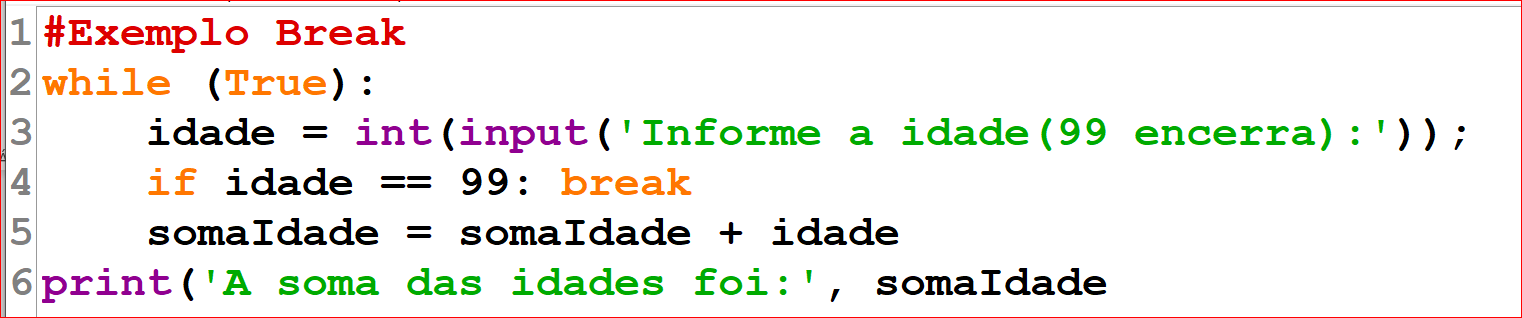 1 #Exemplo Break
2 while (True):
3     idade = int(input('Informe a idade(99 encerra):'));
4     if idade == 99: break
5     somaIdade = somaIdade + idade
6 print('A soma das idades foi:', somaIdade